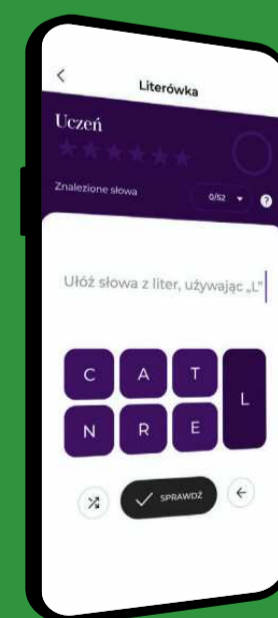 Literówka
Uczeń
Znalezione słowa 0/52 ?
Ułóż słowa z liter, używając „L"
C A T
L
N R E
SPRAWDŹ